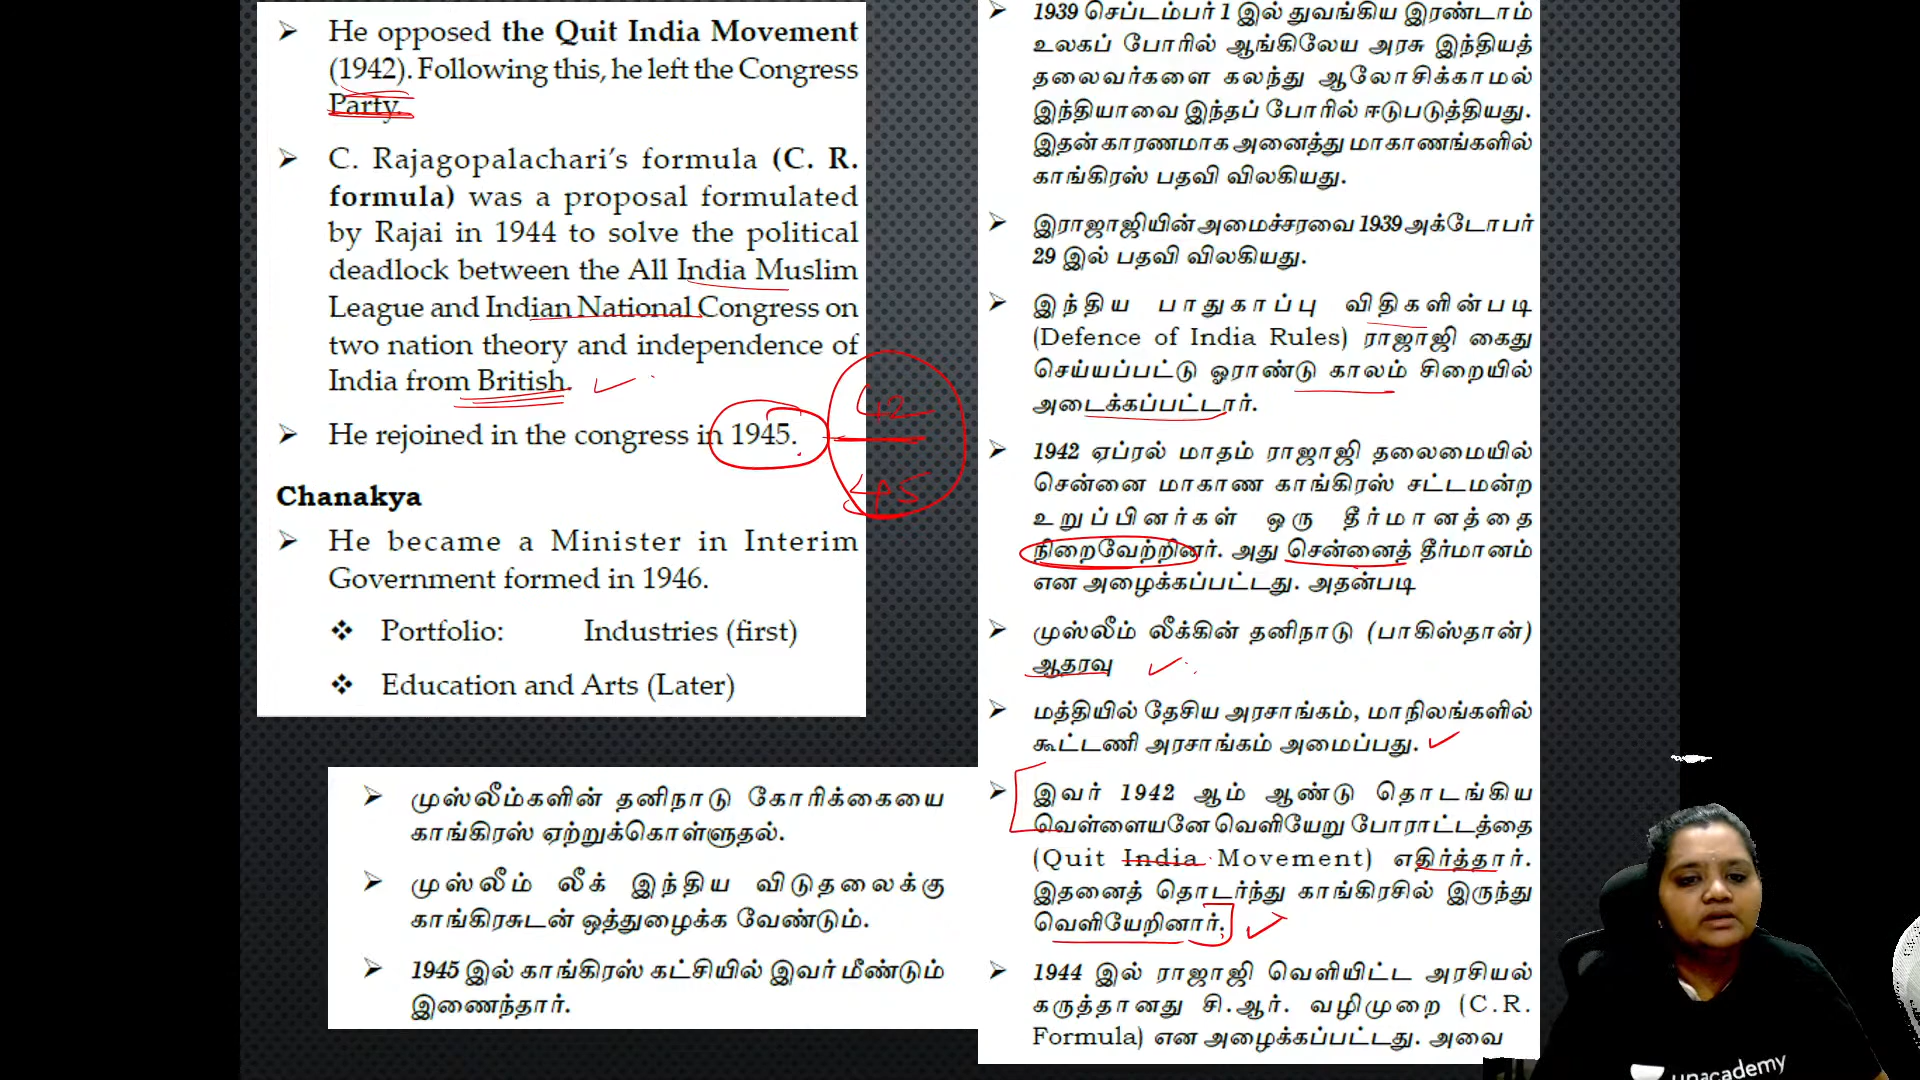 ➢ He opposed the Quit India Movement
(1942). Following this, he left the Congress
Party.
➢ C. Rajagopalachari's formula (C. R.
formula) was a proposal formulated
by Rajai in 1944 to solve the political
deadlock between the All India Muslim
League and Indian National Congress on
two nation theory and independence of
India from British.
➢ He rejoined in the congress in 1945.
42
45
Chanakya
➢ He became a Minister in Interim
Government formed in 1946.
❖ Portfolio: Industries (first)
❖ Education and Arts (Later)
➢ முஸ்லீம்களின் தனிநாடு கோரிக்கையை
காங்கிரஸ் ஏற்றுக்கொள்ளுதல்.
➢ முஸ்லீம் லீக் இந்திய விடுதலைக்கு
காங்கிரசுடன் ஒத்துழைக்க வேண்டும்.
➢ 1945 இல் காங்கிரஸ் கட்சியில் இவர் மீண்டும்
இணைந்தார்.
➢ 1939 செப்டம்பர் 1 இல் துவங்கிய இரண்டாம்
உலகப் போரில் ஆங்கிலேய அரசு இந்தியத்
தலைவர்களை கலந்து ஆலோசிக்காமல்
இந்தியாவை இந்தப் போரில் ஈடுபடுத்தியது.
இதன் காரணமாக அனைத்து மாகாணங்களில்
காங்கிரஸ் பதவி விலகியது.
➢ இராஜாஜியின் அமைச்சரவை 1939 அக்டோபர்
29 இல் பதவி விலகியது.
➢ இந்திய பாதுகாப்பு விதிகளின்படி
(Defence of India Rules) ராஜாஜி கைது
செய்யப்பட்டு ஓராண்டு காலம் சிறையில்
அடைக்கப்பட்டார்.
➢ 1942 ஏப்ரல் மாதம் ராஜாஜி தலைமையில்
சென்னை மாகாண காங்கிரஸ் சட்டமன்ற
உறுப்பினர்கள் ஒரு தீர்மானத்தை
நிறைவேற்றினர். அது சென்னைத் தீர்மானம்
என அழைக்கப்பட்டது. அதன்படி
➢ முஸ்லீம் லீக்கின் தனிநாடு (பாகிஸ்தான்)
ஆதரவு
➢ மத்தியில் தேசிய அரசாங்கம், மாநிலங்களில்
கூட்டணி அரசாங்கம் அமைப்பது.
➢ இவர் 1942 ஆம் ஆண்டு தொடங்கிய
வெள்ளையனே வெளியேறு போராட்டத்தை
(Quit India Movement) எதிர்த்தார்.
இதனைத் தொடர்ந்து காங்கிரசில் இருந்து
வெளியேறினார்.
➢ 1944 இல் ராஜாஜி வெளியிட்ட அரசியல்
கருத்தானது சி.ஆர். வழிமுறை (C.R.
Formula) என அழைக்கப்பட்டது. அவை
unacademy